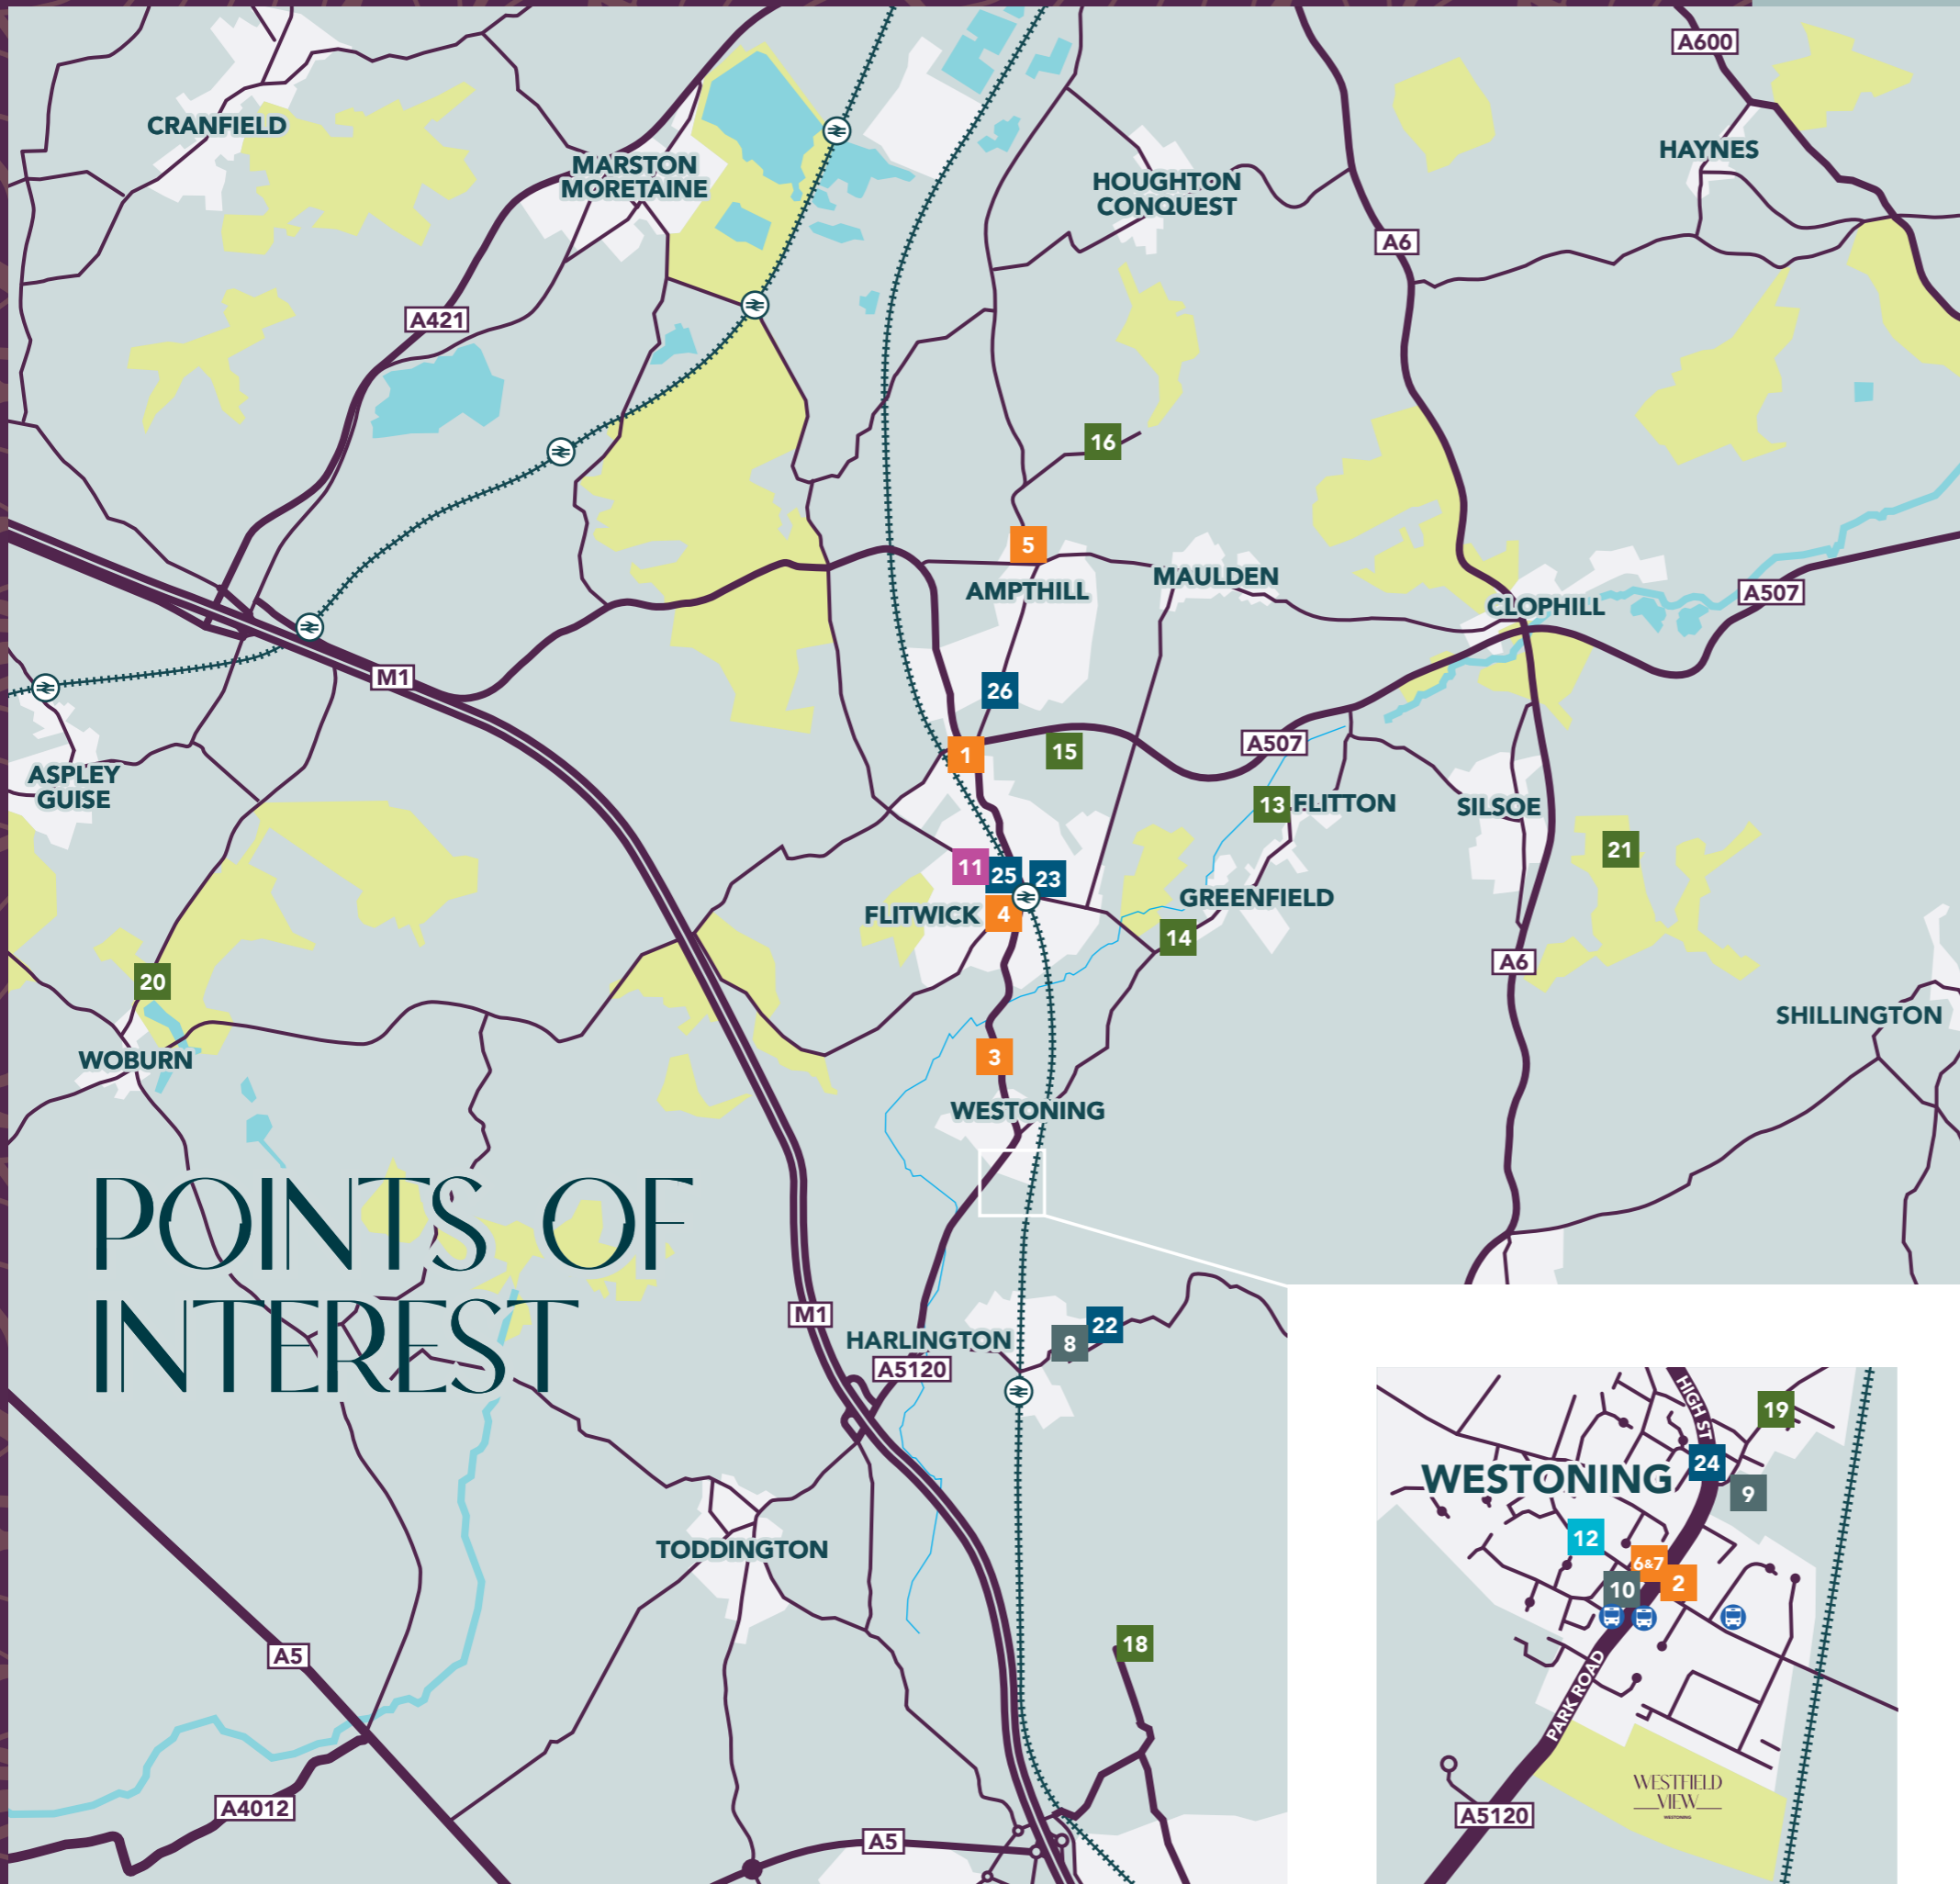 A600
CRANFIELD
HAYNES
MARSTON
MORETAINE
HOUGHTON
CONQUEST
A6
A421
16
5
AMPTHILL
MAULDEN
CLOPHILL
A507
M1
26
1
15
A507
ASPLEY
GUISE
13
FLITTON
SILSOE
21
11
25
23
FLITWICK
4
GREENFIELD
14
A6
20
SHILLINGTON
WOBURN
3
WESTONING
POINTS OF
INTEREST
M1
HARLINGTON
8
22
A5120
TODDINGTON
18
A5
A4012
A5
HIGH ST
19
WESTONING
24
9
12
6&7
10
2
PARK ROAD
WESTFIELD
VIEW
WESTONING
A5120